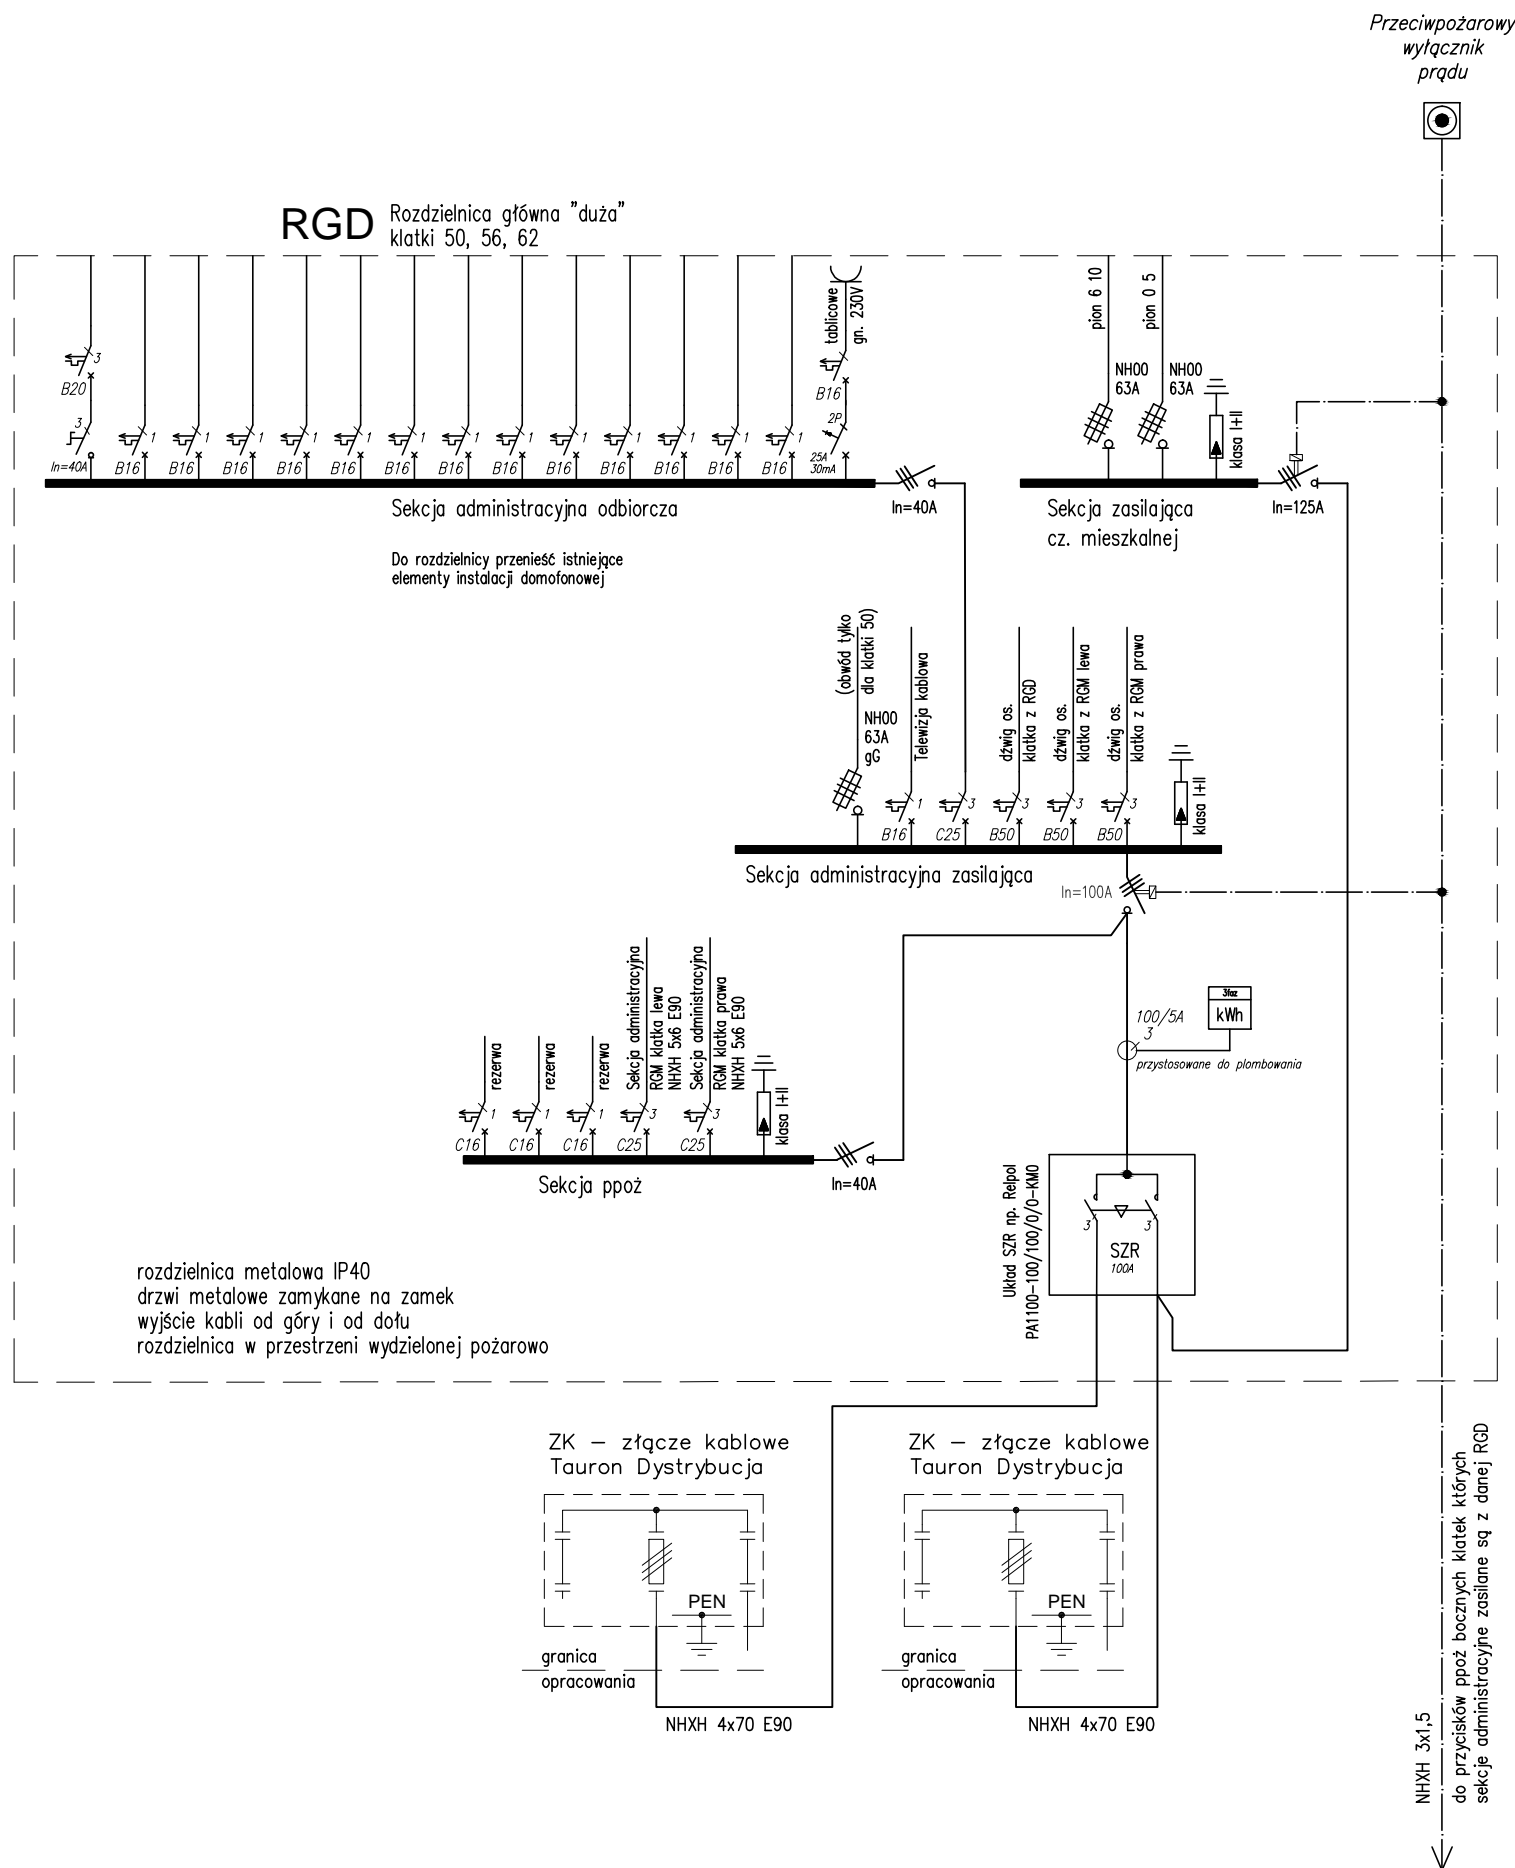 Przeciwpożarowy
wyłącznik
prądu
RGD
Rozdzielnica główna "duża"
klatki 50, 56, 62
3
B20
3
In=40A
1
B16
1
B16
1
B16
1
B16
1
B16
1
B16
1
B16
1
B16
1
B16
1
B16
1
B16
1
B16
1
B16
tablicowe
gn. 230V
B16
2P
25A
30mA
Sekcja administracyjna odbiorcza
In=40A
Do rozdzielnicy przenieść istniejące
elementy instalacji domofonowej
pion 6 10
pion 0 5
NH00
63A
NH00
63A
klasa I+II
Sekcja zasilająca
cz. mieszkalnej
In=125A
(obwód tylko
dla klatki 50)
NH00
63A
gG
Telewizja kablowa
dźwig os.
klatka z RGD
dźwig os.
klatka z RGM lewa
dźwig os.
klatka z RGM prawa
klasa I+II
1
B16
3
C25
3
B50
3
B50
3
B50
Sekcja administracyjna zasilająca
In=100A
rezerwa
rezerwa
rezerwa
Sekcja administracyjna
RGM klatka lewa
NHXH 5x6 E90
Sekcja administracyjna
RGM klatka prawa
NHXH 5x6 E90
klasa I+II
1
C16
1
C16
1
C16
3
C25
3
C25
Sekcja ppoż
In=40A
100/5A
3
3faz
kWh
przystosowane do plombowania
Układ SZR np. Relpol
PA1100-100/100/0/0-KM0
3
3
SZR
100A
rozdzielnica metalowa IP40
drzwi metalowe zamykane na zamek
wyjście kabli od góry i od dołu
rozdzielnica w przestrzeni wydzielonej pożarowo
ZK – złącze kablowe
Tauron Dystrybucja
PEN
granica
opracowania
NHXH 4x70 E90
ZK – złącze kablowe
Tauron Dystrybucja
PEN
granica
opracowania
NHXH 4x70 E90
NHXH 3x1,5
do przycisków ppoż bocznych klatek których
sekcje administracyjne zasilane są z danej RGD